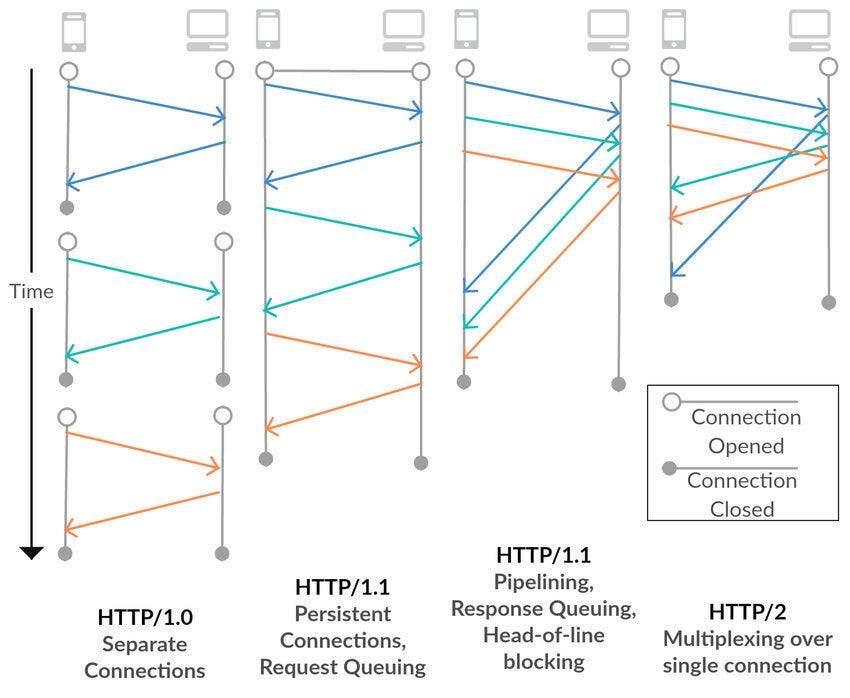 Time
Connection
Opened
Connection
Closed
HTTP/1.0
Separate
Connections
HTTP/1.1
Persistent
Connections,
Request Queuing
HTTP/1.1
Pipelining,
Response Queuing,
Head-of-line
blocking
HTTP/2
Multiplexing over
single connection